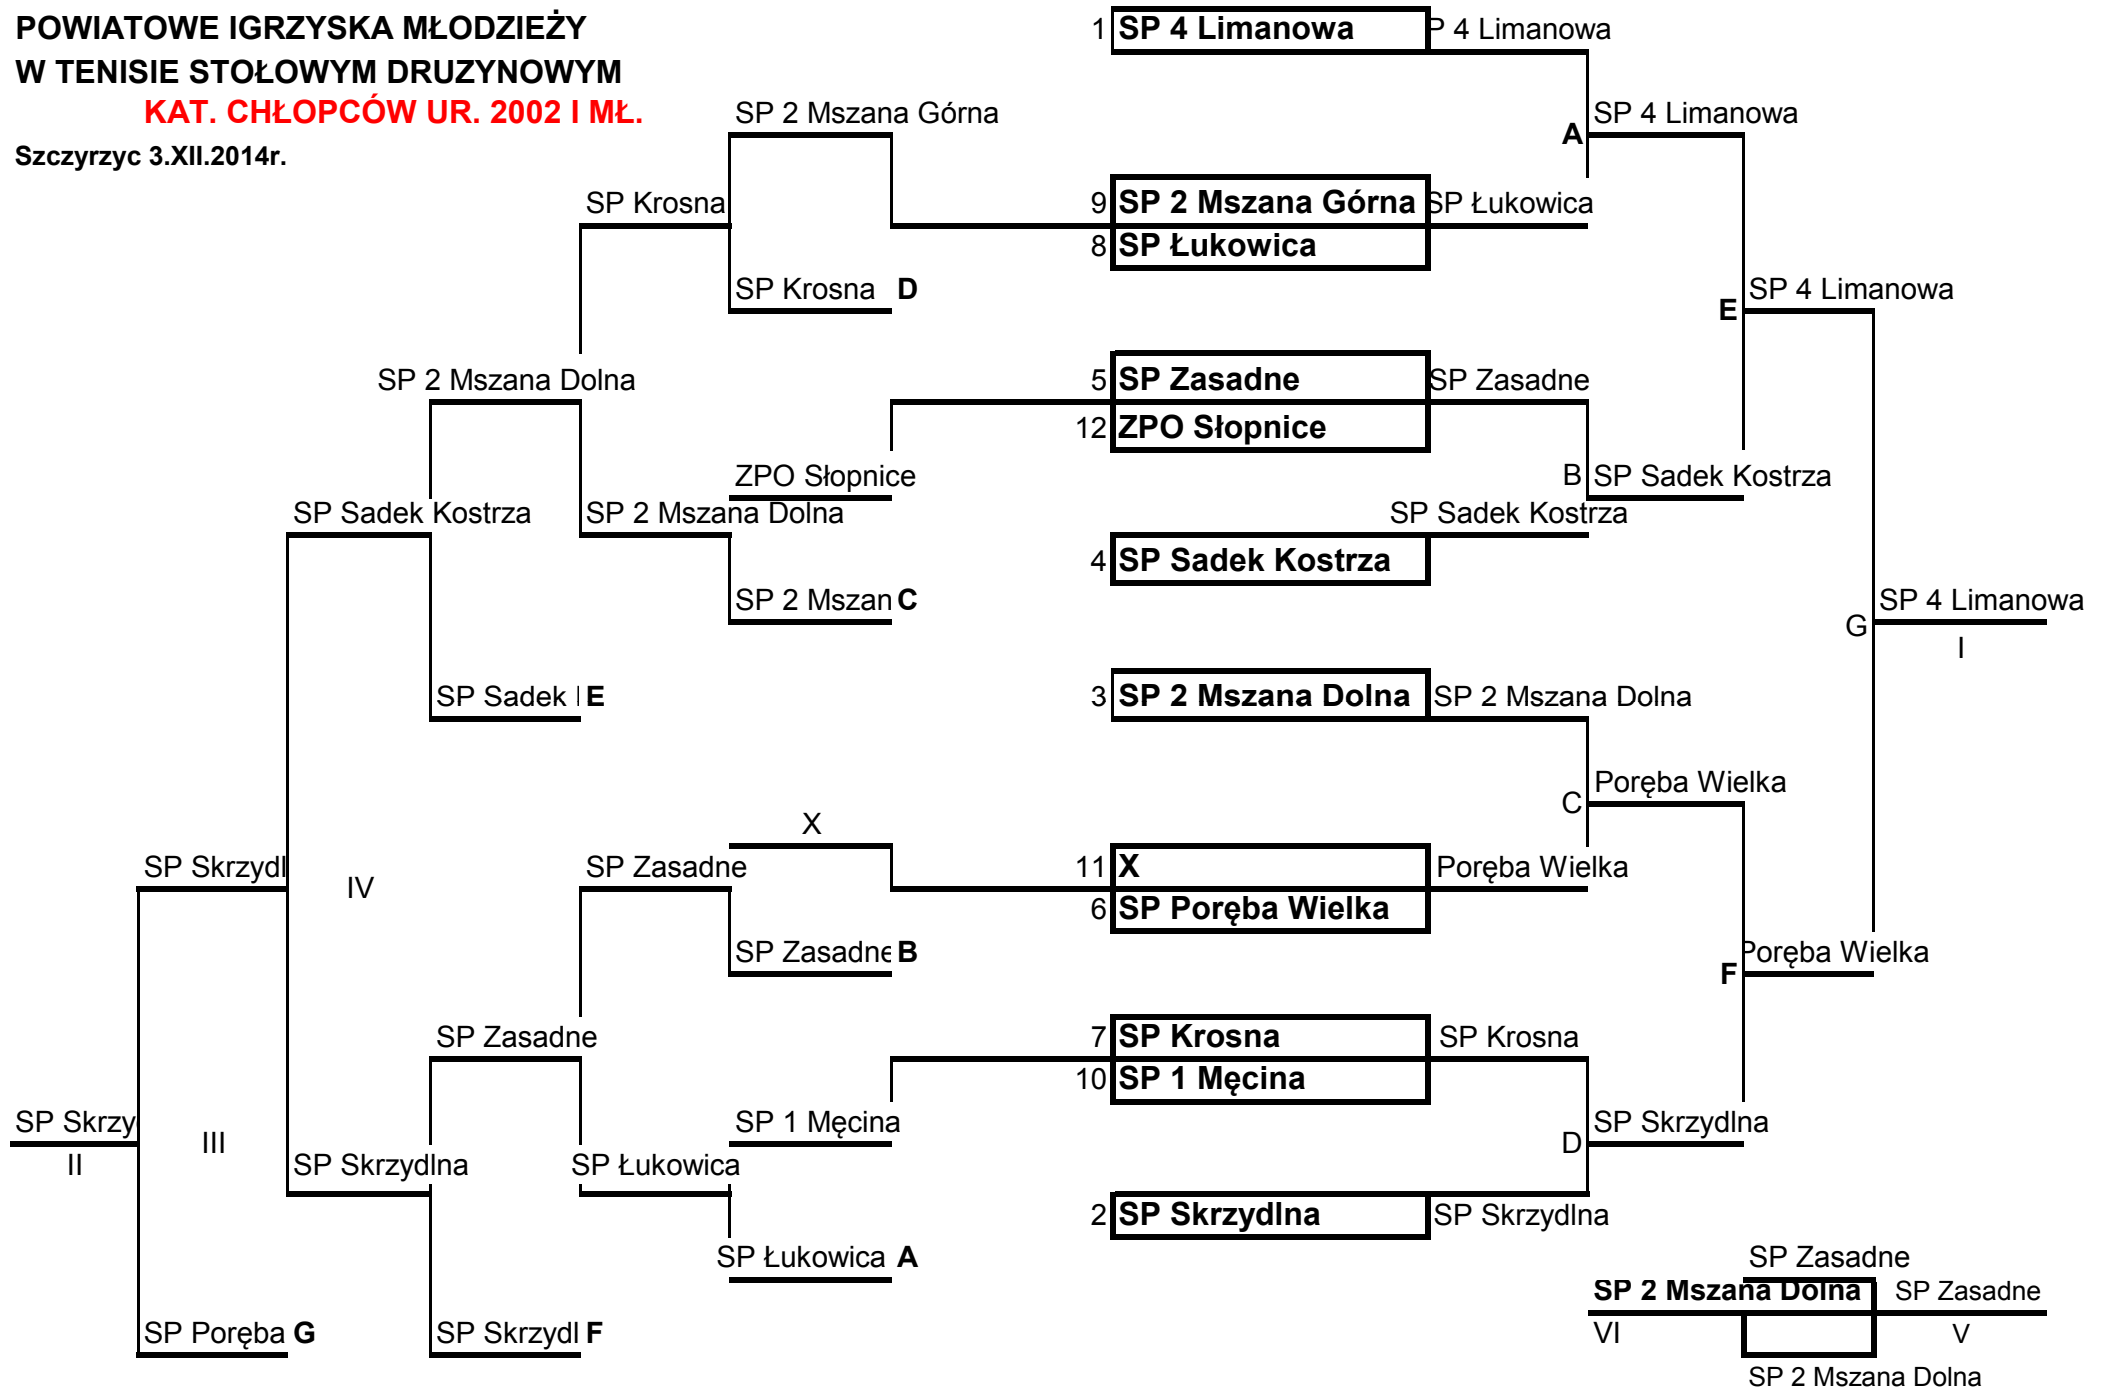 POWIATOWE IGRZYSKA MŁODZIEŻY
W TENISIE STOŁOWYM DRUZYNOWYM
KAT. CHŁOPCÓW UR. 2002 I MŁ.
Szczyrzyc 3.XII.2014r.
1 SP 4 Limanowa P 4 Limanowa
SP 2 Mszana Górna
A SP 4 Limanowa
SP Krosna
9 SP 2 Mszana Górna SP Łukowica
8 SP Łukowica
SP Krosna D
E SP 4 Limanowa
SP 2 Mszana Dolna
5 SP Zasadne SP Zasadne
12 ZPO Słopnice
ZPO Słopnice
B SP Sadek Kostrza
SP Sadek Kostrza
SP 2 Mszana Dolna
SP Sadek Kostrza
4 SP Sadek Kostrza
SP 2 Mszan C
SP 4 Limanowa
G
I
SP Sadek E
3 SP 2 Mszana Dolna SP 2 Mszana Dolna
C Poręba Wielka
X
SP Skrzydl
IV
SP Zasadne
11 X Poręba Wielka
6 SP Poręba Wielka
SP Zasadne B
F Poręba Wielka
SP Zasadne
7 SP Krosna SP Krosna
10 SP 1 Męcina
SP Skrzy
II
III
SP 1 Męcina
D SP Skrzydlna
SP Skrzydlna
SP Łukowica
2 SP Skrzydlna SP Skrzydlna
SP Łukowica A
SP Zasadne
SP 2 Mszana Dolna SP Zasadne
SP Poręba G
SP Skrzydl F
VI
V
SP 2 Mszana Dolna